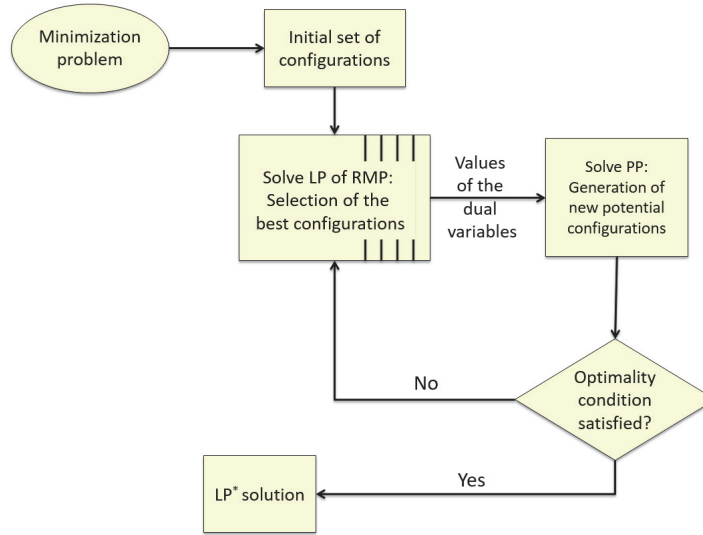 Minimization
problem
Initial set of
configurations
Solve LP of RMP:
Selection of the
best configurations
Values
of the
dual
variables
Solve PP:
Generation of
new potential
configurations
Optimality
condition
satisfied?
No
Yes
LP* solution